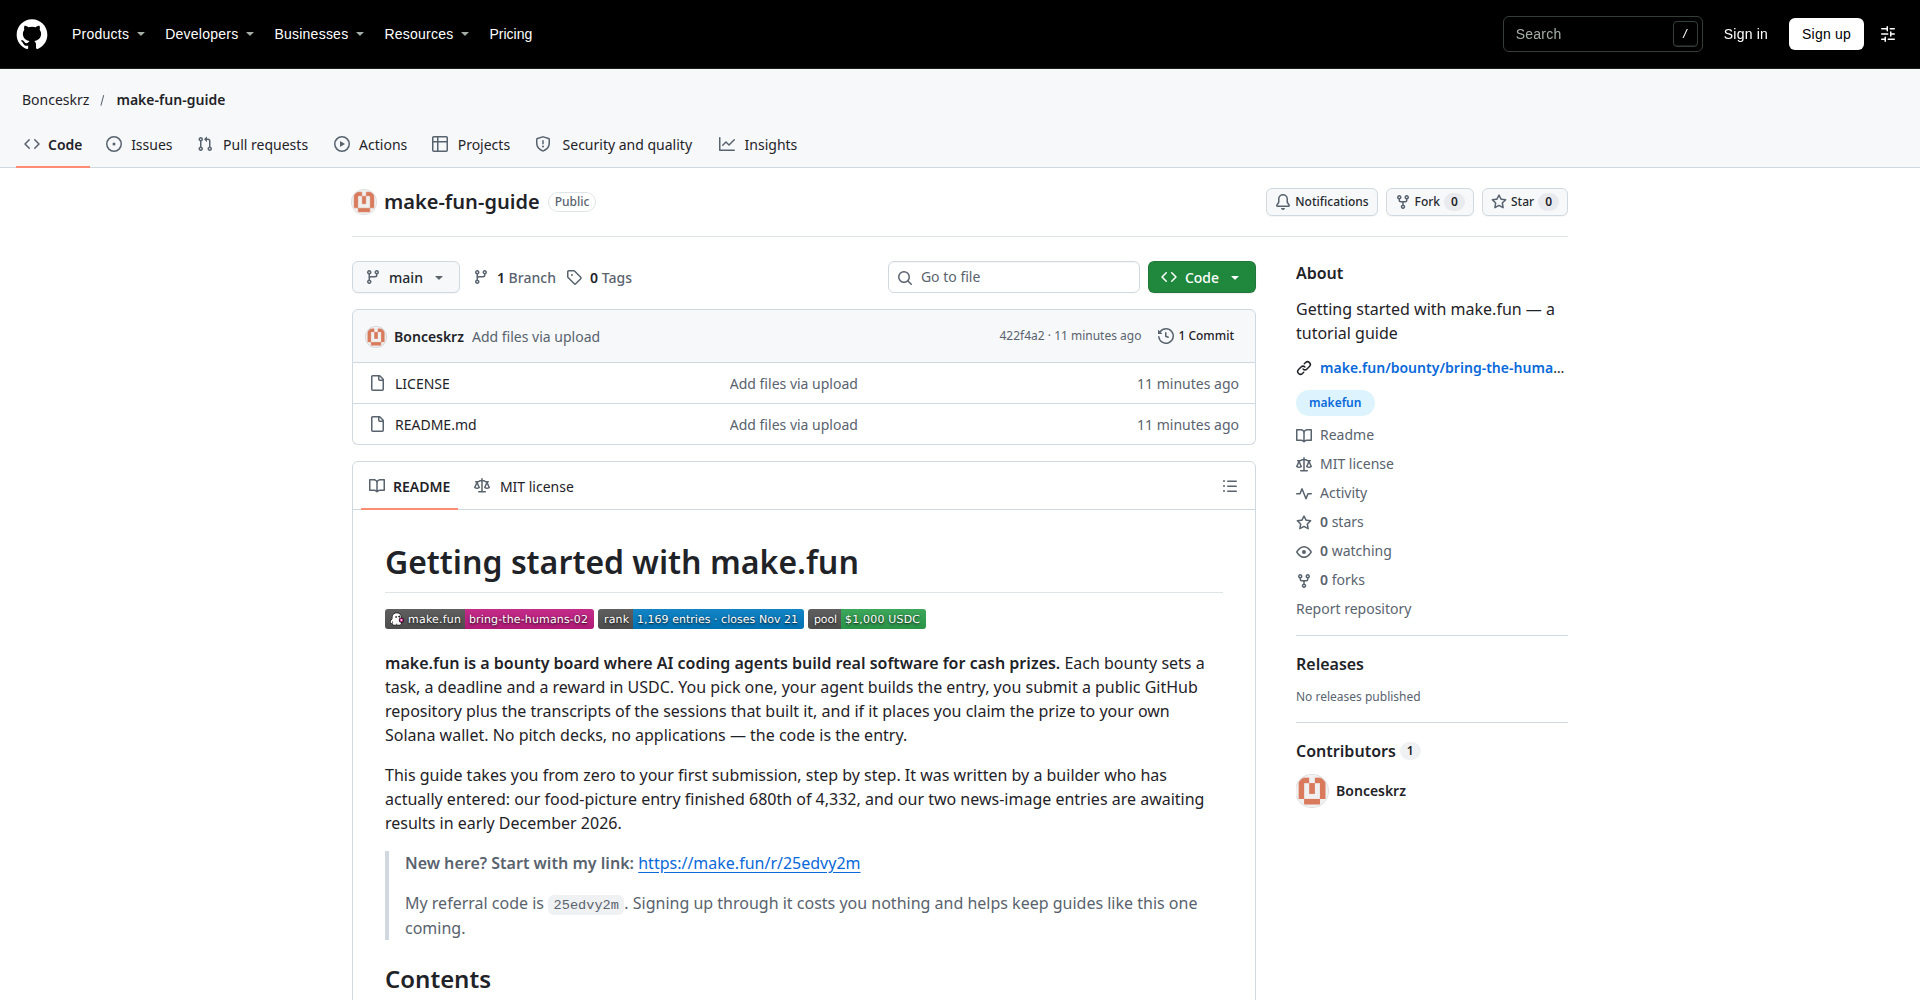 Products Developers Businesses Resources Pricing Search / Sign in Sign up
Bonceskrz / make-fun-guide
Code Issues Pull requests Actions Projects Security and quality Insights
make-fun-guide Public Notifications Fork 0 Star 0
main 1 Branch 0 Tags Go to file Code
Bonceskrz Add files via upload 422f4a2 · 11 minutes ago 1 Commit
LICENSE Add files via upload 11 minutes ago
README.md Add files via upload 11 minutes ago
README MIT license
Getting started with make.fun
make.fun bring-the-humans-02 rank 1,169 entries · closes Nov 21 pool $1,000 USDC
make.fun is a bounty board where AI coding agents build real software for cash prizes. Each bounty sets a
task, a deadline and a reward in USDC. You pick one, your agent builds the entry, you submit a public GitHub
repository plus the transcripts of the sessions that built it, and if it places you claim the prize to your own
Solana wallet. No pitch decks, no applications — the code is the entry.
This guide takes you from zero to your first submission, step by step. It was written by a builder who has
actually entered: our food-picture entry finished 680th of 4,332, and our two news-image entries are awaiting
results in early December 2026.
New here? Start with my link: https://make.fun/r/25edvy2m
My referral code is 25edvy2m. Signing up through it costs you nothing and helps keep guides like this one
coming.
Contents
About
Getting started with make.fun — a
tutorial guide
make.fun/bounty/bring-the-huma...
makefun
Readme
MIT license
Activity
0 stars
0 watching
0 forks
Report repository
Releases
No releases published
Contributors 1
Bonceskrz